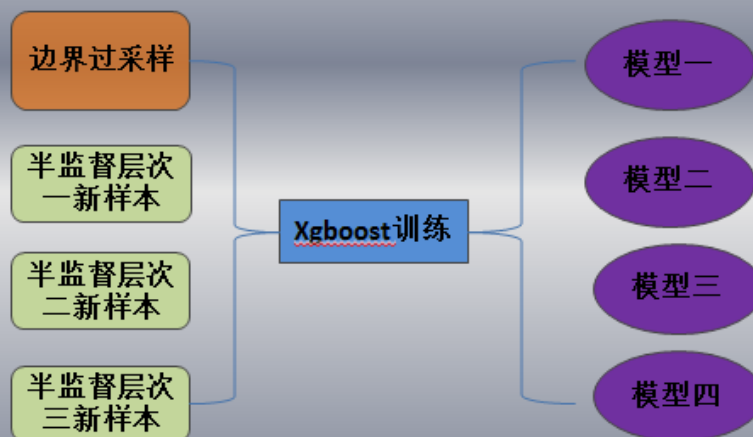 边界过采样
半监督层次
一新样本
半监督层次
二新样本
半监督层次
三新样本
Xgboost训练
模型一
模型二
模型三
模型四